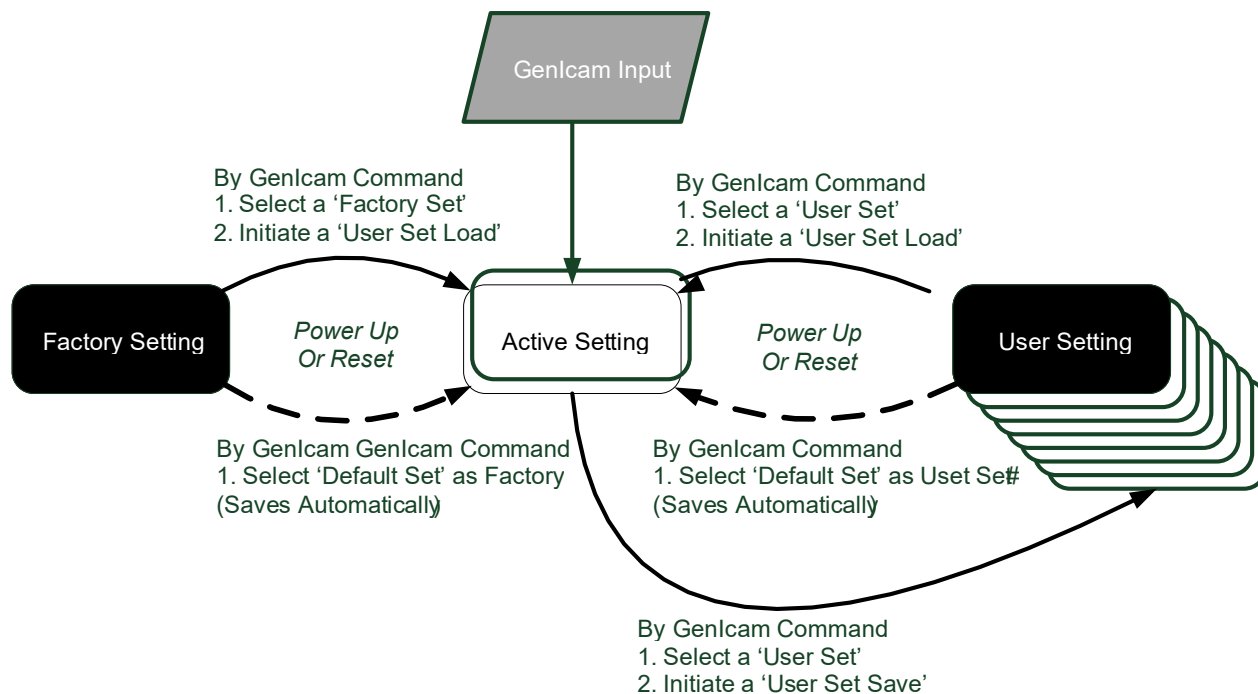 GenIcam Input
By GenIcam Command
1. Select a ‘Factory Set’
2. Initiate a ‘User Set Load’
By GenIcam Command
1. Select a ‘User Set’
2. Initiate a ‘User Set Load’
Factory Setting
Power Up
Or Reset
Active Setting
Power Up
Or Reset
User Setting
By GenIcam GenIcam Command
1. Select ‘Default Set’ as Factory
(Saves Automatically)
By GenIcam Command
1. Select ‘Default Set’ as Uset Set#
(Saves Automatically)
By GenIcam Command
1. Select a ‘User Set’
2. Initiate a ‘User Set Save’